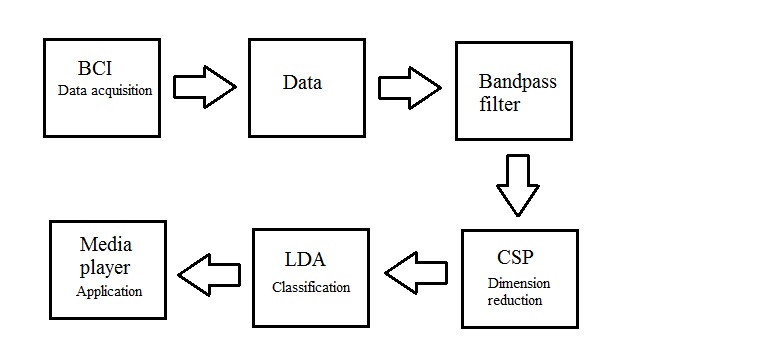 BCI
Data acquisition
Data
Bandpass
filter
Media
player
Application
LDA
Classification
CSP
Dimension
reduction